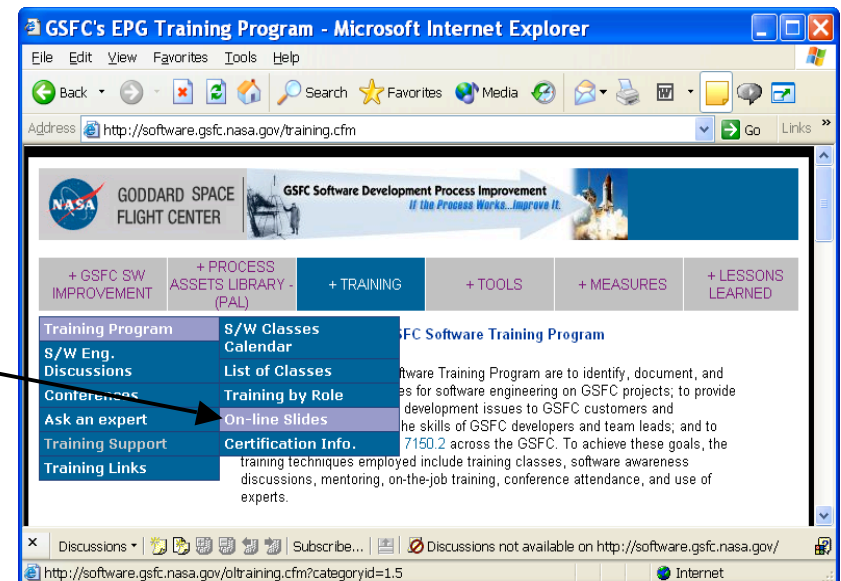 GSFC's EPG Training Program - Microsoft Internet Explorer
File Edit View Favorites Tools Help
Back Search Favorites Media
Address http://software.gsfc.nasa.gov/training.cfm Go Links »
NASA
GODDARD SPACE
FLIGHT CENTER
GSFC Software Development Process Improvement
If the Process Works...Improve It.
+ GSFC SW
IMPROVEMENT
+ PROCESS
ASSETS LIBRARY -
(PAL)
+ TRAINING
+ TOOLS
+ MEASURES
+ LESSONS
LEARNED
Training Program
S/W Eng.
Discussions
Conferences
Ask an expert
Training Support
Training Links
S/W Classes
Calendar
List of Classes
Training by Role
On-line Slides
Certification Info.
SFC Software Training Program
ftware Training Program are to identify, document, and
es for software engineering on GSFC projects; to provide
development issues to GSFC customers and
he skills of GSFC developers and team leads; and to
7150.2 across the GSFC. To achieve these goals, the
training techniques employed include training classes, software awareness
discussions, mentoring, on-the-job training, conference attendance, and use of
experts.
× Discussions Subscribe... Discussions not available on http://software.gsfc.nasa.gov/
http://software.gsfc.nasa.gov/oltraining.cfm?categoryid=1.5 Internet